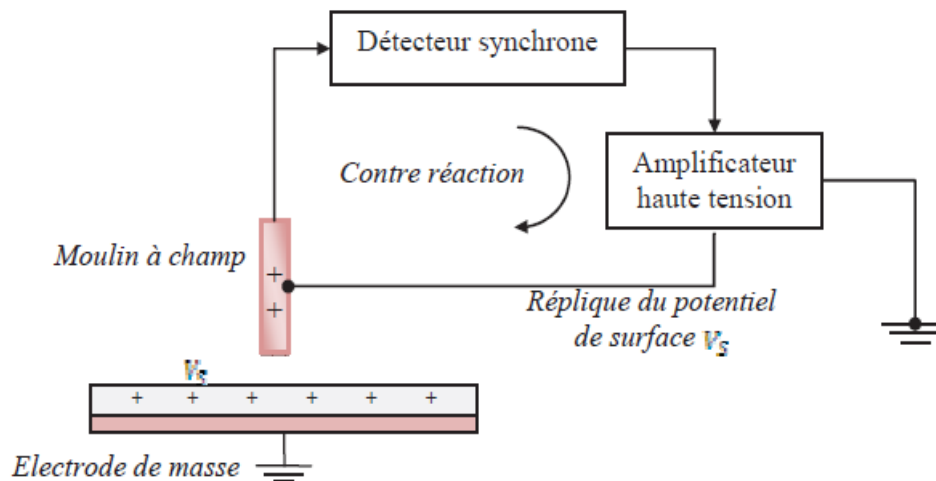 Détecteur synchrone
Contre réaction
Amplificateur
haute tension
Moulin à champ
+
+
Réplique du potentiel
de surface Vs
Vs
+ + + + + +
Electrode de masse